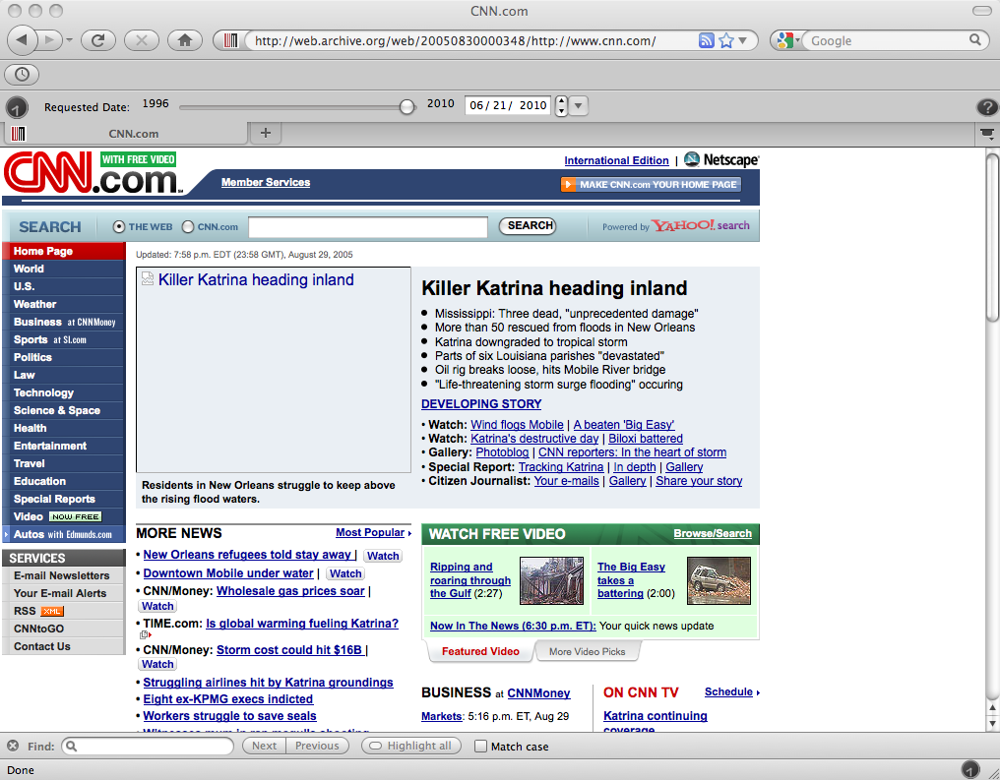 CNN.com
http://web.archive.org/web/20050830000348/http://www.cnn.com/
Google
Requested Date: 1996 2010 06/21/ 2010
CNN.com
CNN.com WITH FREE VIDEO
International Edition | Netscape®
Member Services
MAKE CNN.com YOUR HOME PAGE
SEARCH THE WEB CNN.com SEARCH Powered by YAHOO! search
Home Page
World
U.S.
Weather
Business at CNNMoney
Sports at SI.com
Politics
Law
Technology
Science & Space
Health
Entertainment
Travel
Education
Special Reports
Video NOW FREE
Autos with Edmunds.com
SERVICES
E-mail Newsletters
Your E-mail Alerts
RSS XML
CNNtoGO
Contact Us
Updated: 7:58 p.m. EDT (23:58 GMT), August 29, 2005
Killer Katrina heading inland
Residents in New Orleans struggle to keep above
the rising flood waters.
Killer Katrina heading inland
• Mississippi: Three dead, "unprecedented damage"
• More than 50 rescued from floods in New Orleans
• Katrina downgraded to tropical storm
• Parts of six Louisiana parishes "devastated"
• Oil rig breaks loose, hits Mobile River bridge
• "Life-threatening storm surge flooding" occuring
DEVELOPING STORY
• Watch: Wind flogs Mobile | A beaten 'Big Easy'
• Watch: Katrina's destructive day | Biloxi battered
• Gallery: Photoblog | CNN reporters: In the heart of storm
• Special Report: Tracking Katrina | In depth | Gallery
• Citizen Journalist: Your e-mails | Gallery | Share your story
MORE NEWS Most Popular
• New Orleans refugees told stay away | Watch
• Downtown Mobile under water | Watch
• CNN/Money: Wholesale gas prices soar |
Watch
• TIME.com: Is global warming fueling Katrina?
• CNN/Money: Storm cost could hit $16B |
Watch
• Struggling airlines hit by Katrina groundings
• Eight ex-KPMG execs indicted
• Workers struggle to save seals
• Witnesses mum in rap mogul's shooting
WATCH FREE VIDEO Browse/Search
Ripping and
roaring through
the Gulf (2:27)
The Big Easy
takes a
battering (2:00)
Now In The News (6:30 p.m. ET): Your quick news update
Featured Video More Video Picks
BUSINESS at CNNMoney
Markets: 5:16 p.m. ET, Aug 29
ON CNN TV Schedule
Katrina continuing
coverage
Find: Next Previous Highlight all Match case
Done